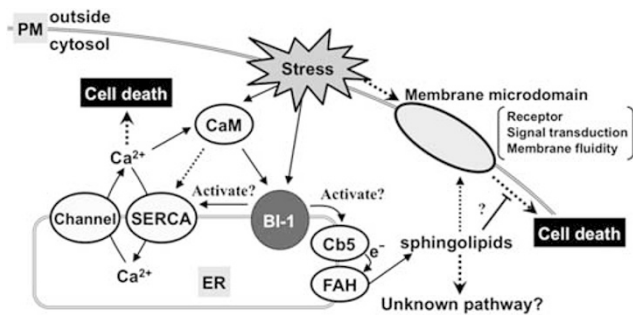 PM
outside
cytosol
Stress
Cell death
Membrane microdomain
Receptor
Signal transduction
Membrane fluidity
CaM
Ca²⁺
Activate?
Activate?
Channel
SERCA
BI-1
Cb5
e⁻
?
sphingolipids
Cell death
Ca²⁺
ER
FAH
Unknown pathway?